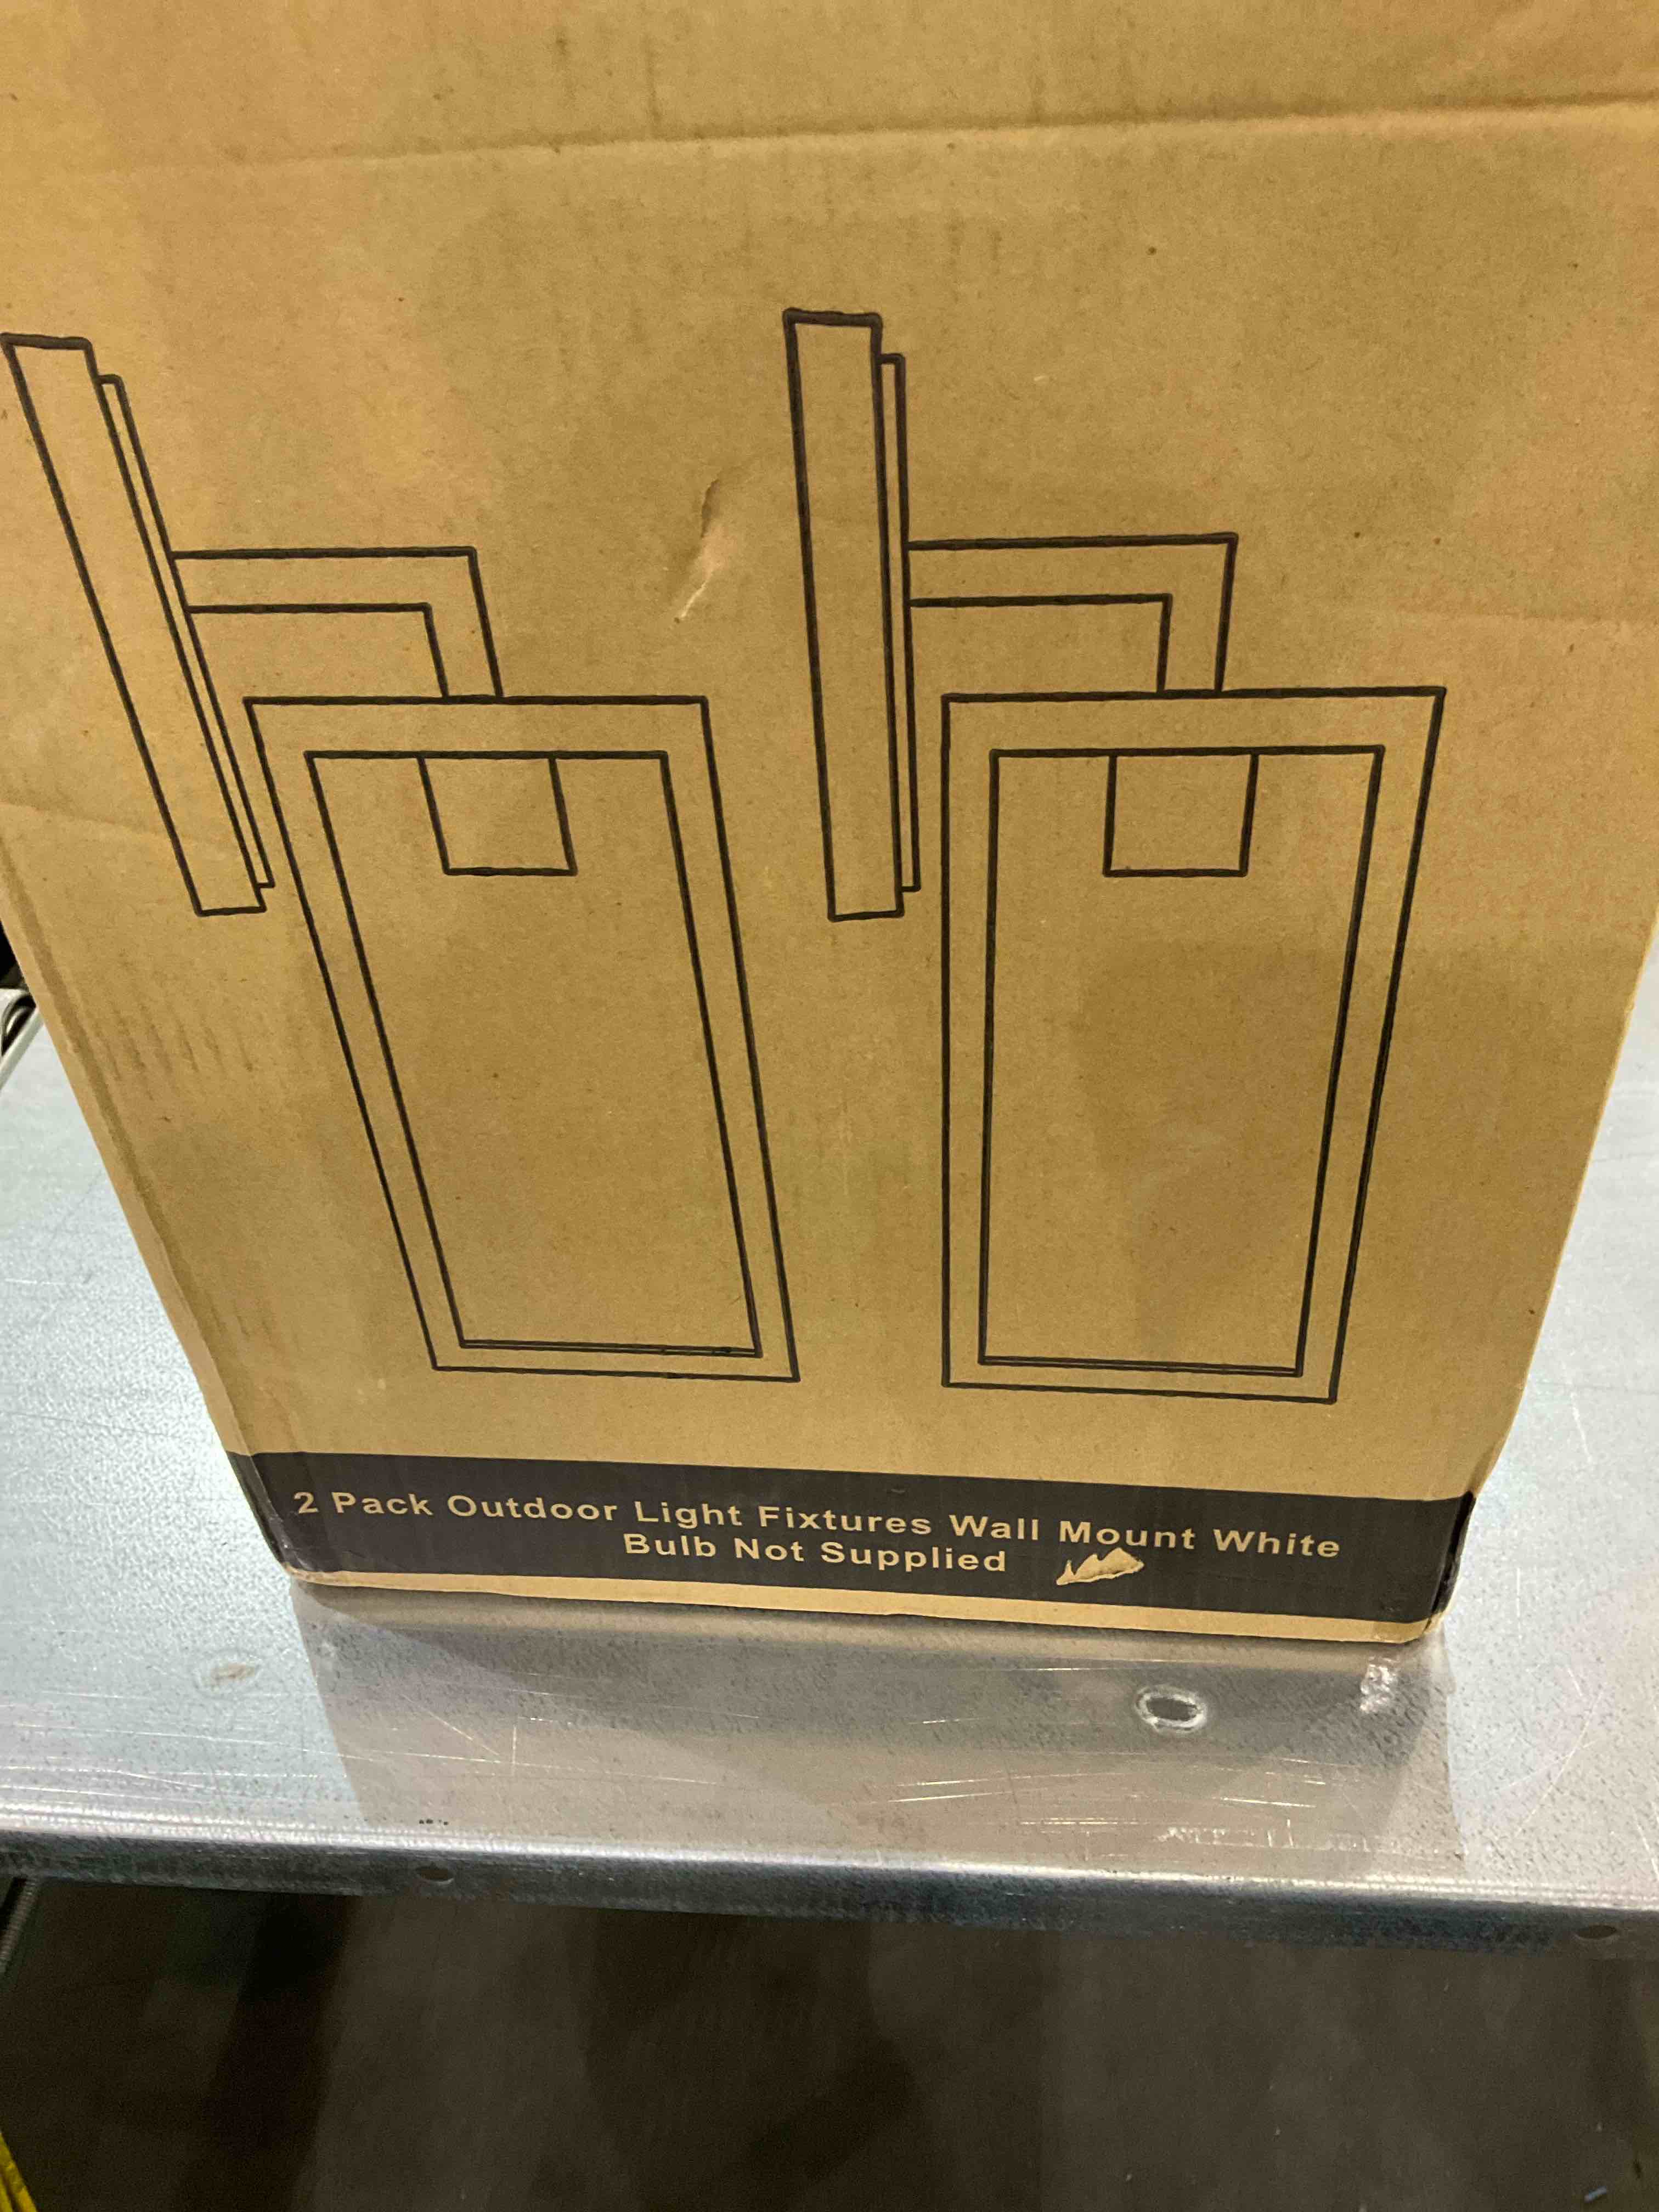 2 Pack Outdoor Light Fixtures Wall Mount White
Bulb Not Supplied